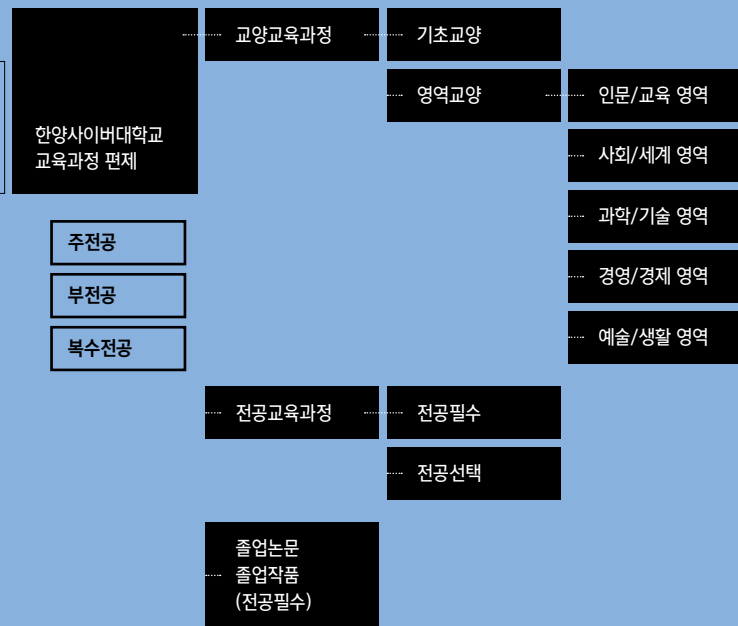 교양교육과정
기초교양
영역교양
인문/교육 영역
한양사이버대학교
교육과정 편제
사회/세계 영역
과학/기술 영역
주전공
경영/경제 영역
부전공
예술/생활 영역
복수전공
전공교육과정
전공필수
전공선택
졸업논문
졸업작품
(전공필수)